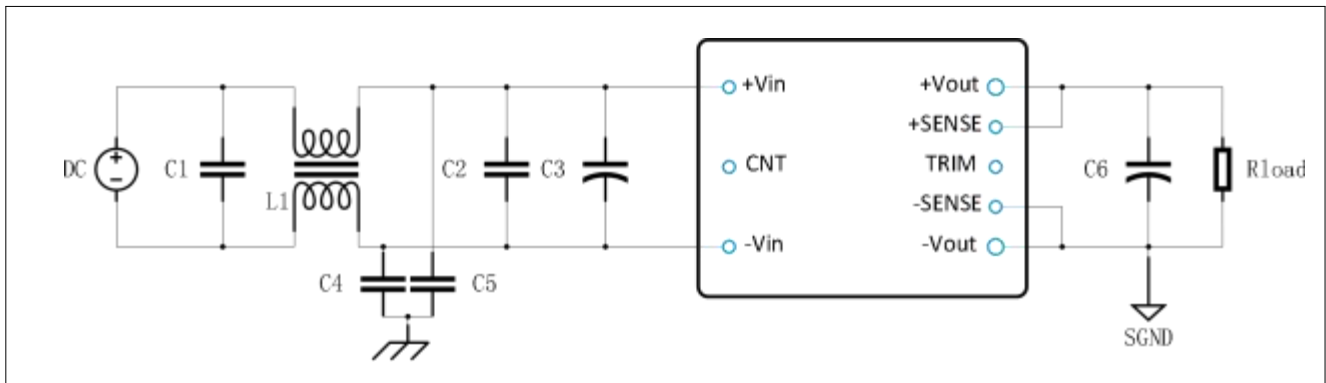 +Vin
+Vout
+SENSE
DC
C1
C2
C3
CNT
TRIM
C6
Rload
L1
-SENSE
-Vin
-Vout
C4
C5
SGND